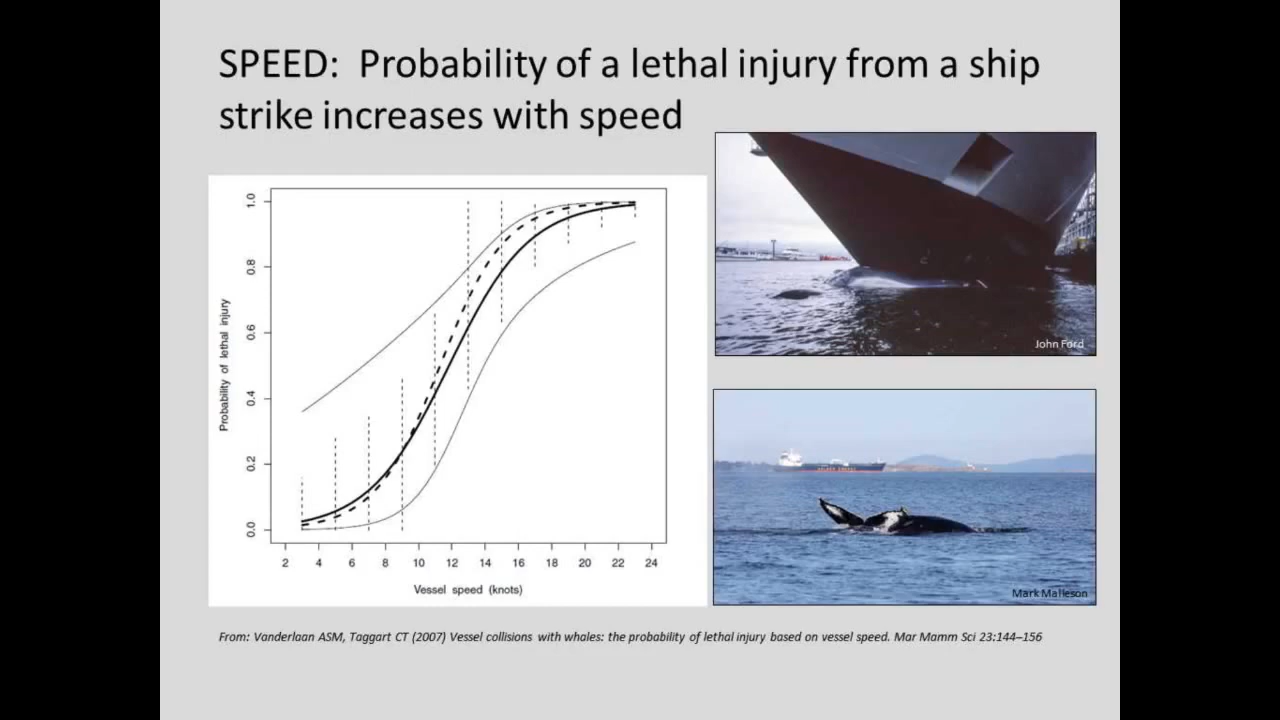 SPEED:  Probability of a lethal injury from a ship
strike increases with speed
Probability of lethal injury
1.0
0.8
0.6
0.4
0.2
0.0
2 4 6 8 10 12 14 16 18 20 22 24
Vessel speed (knots)
John Ford
Mark Malleson
From: Vanderlaan ASM, Taggart CT (2007) Vessel collisions with whales: the probability of lethal injury based on vessel speed. Mar Mamm Sci 23:144–156